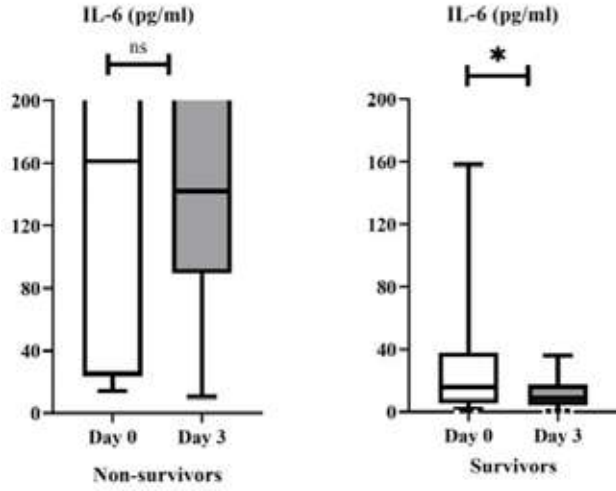 IL-6 (pg/ml)
ns
200
160
120
80
40
0
Day 0
Day 3
Non-survivors
IL-6 (pg/ml)
*
200
160
120
80
40
0
Day 0
Day 3
Survivors